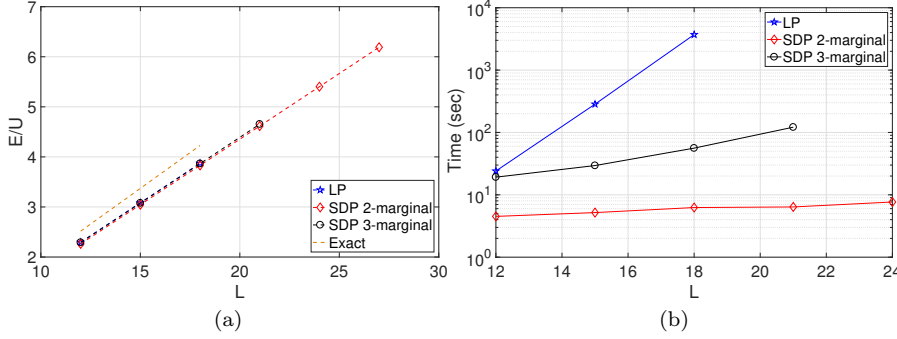 7
6
5
4
3
2
E/U
10
15
20
25
30
L
LP
SDP 2-marginal
SDP 3-marginal
Exact
(a)
10^4
10^3
10^2
10^1
10^0
Time (sec)
12
14
16
18
20
22
24
L
LP
SDP 2-marginal
SDP 3-marginal
(b)